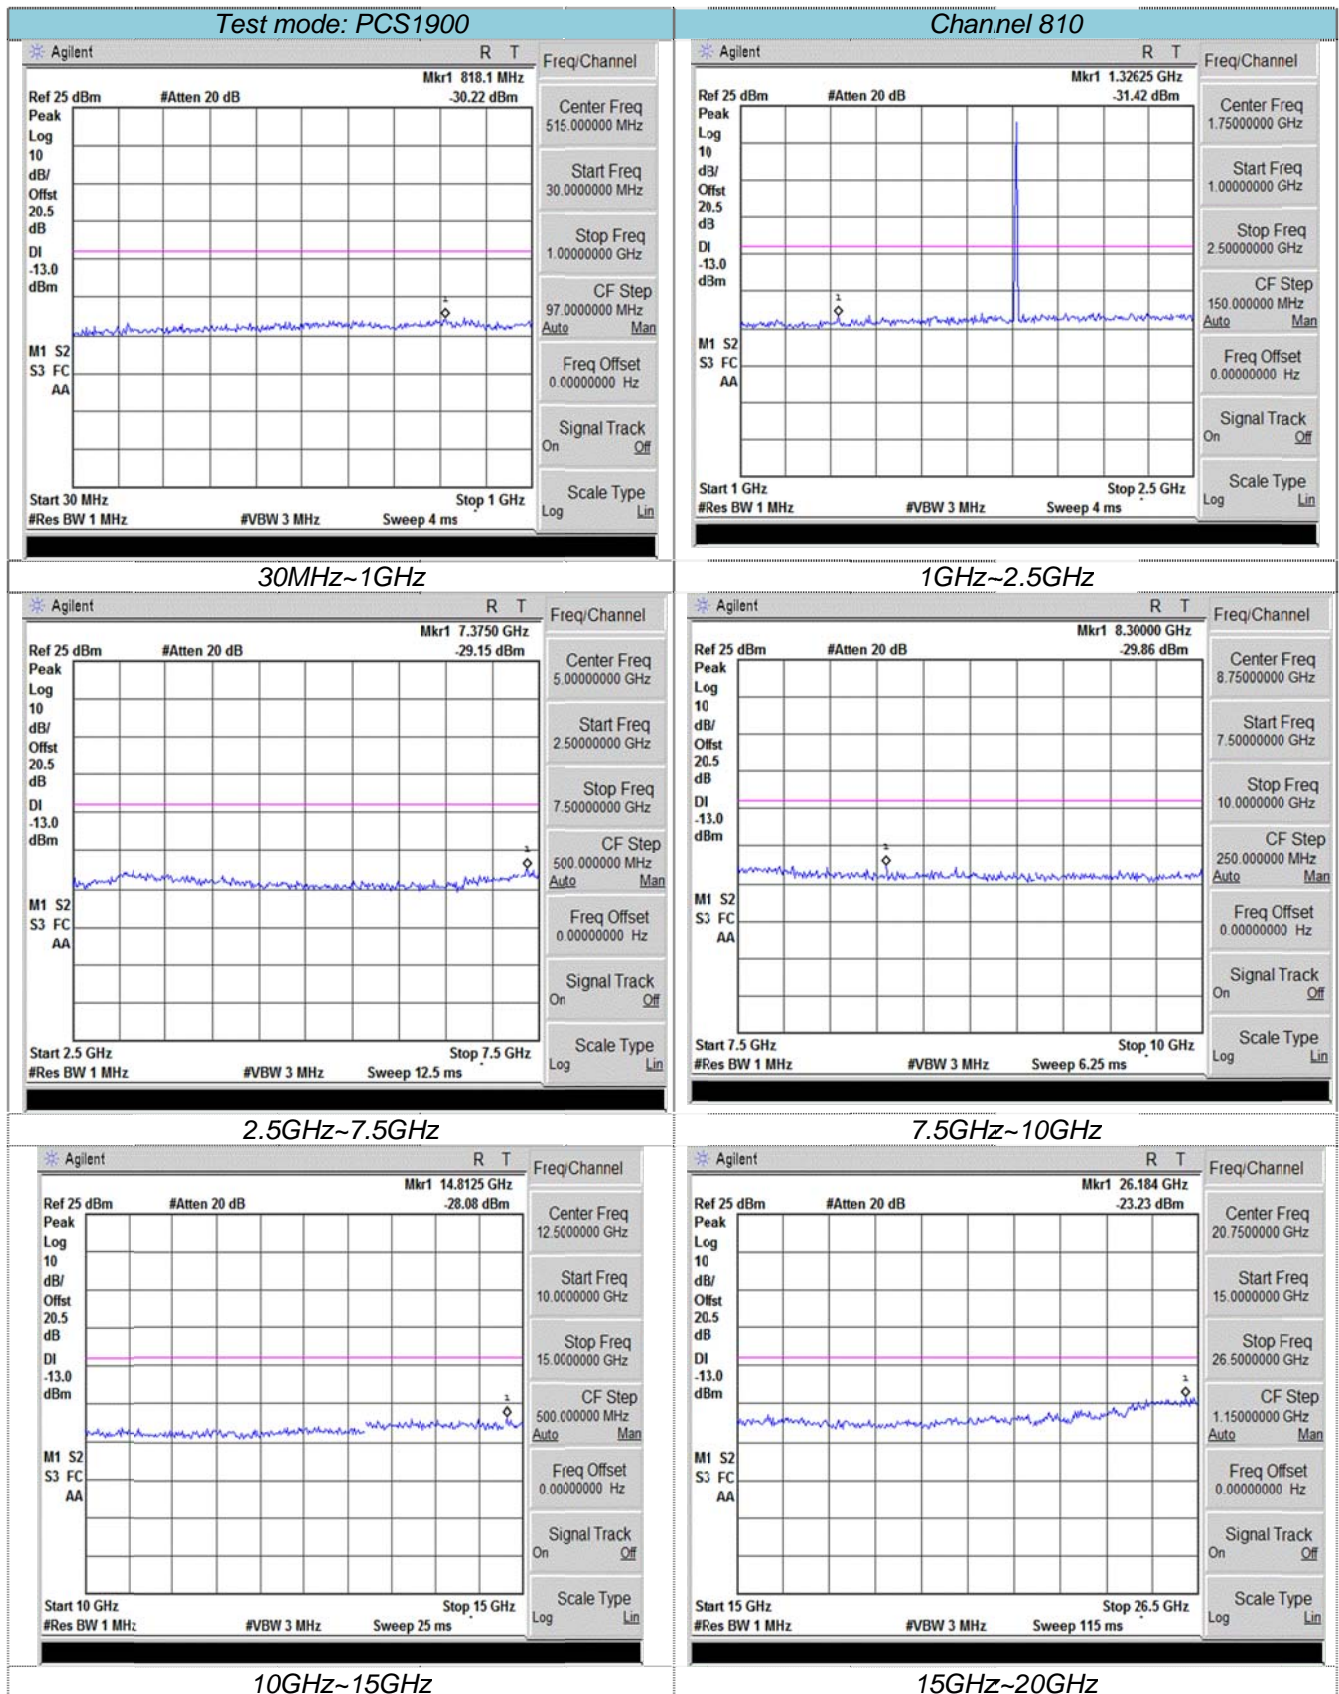 Test mode: PCS1900
Channel 810
Agilent
R T
Mkr1 818.1 MHz
Ref 25 dBm #Atten 20 dB -30.22 dBm
Peak
Log
10
dB/
Offst
20.5
dB
DI
-13.0
dBm
1
M1 S2
S3 FC
AA
Start 30 MHz Stop 1 GHz
#Res BW 1 MHz #VBW 3 MHz Sweep 4 ms
Freq/Channel
Center Freq
515.000000 MHz
Start Freq
30.0000000 MHz
Stop Freq
1.00000000 GHz
CF Step
97.0000000 MHz
Auto Man
Freq Offset
0.00000000 Hz
Signal Track
On Off
Scale Type
Log Lin
Agilent
R T
Mkr1 1.32625 GHz
Ref 25 dBm #Atten 20 dB -31.42 dBm
Peak
Log
10
dB/
Offst
20.5
dB
DI
-13.0
dBm
1
M1 S2
S3 FC
AA
Start 1 GHz Stop 2.5 GHz
#Res BW 1 MHz #VBW 3 MHz Sweep 4 ms
Freq/Channel
Center Freq
1.75000000 GHz
Start Freq
1.00000000 GHz
Stop Freq
2.50000000 GHz
CF Step
150.000000 MHz
Auto Man
Freq Offset
0.00000000 Hz
Signal Track
On Off
Scale Type
Log Lin
30MHz~1GHz
1GHz~2.5GHz
Agilent
R T
Mkr1 7.3750 GHz
Ref 25 dBm #Atten 20 dB -29.15 dBm
Peak
Log
10
dB/
Offst
20.5
dB
DI
-13.0
dBm
1
M1 S2
S3 FC
AA
Start 2.5 GHz Stop 7.5 GHz
#Res BW 1 MHz #VBW 3 MHz Sweep 12.5 ms
Freq/Channel
Center Freq
5.00000000 GHz
Start Freq
2.50000000 GHz
Stop Freq
7.50000000 GHz
CF Step
500.000000 MHz
Auto Man
Freq Offset
0.00000000 Hz
Signal Track
On Off
Scale Type
Log Lin
Agilent
R T
Mkr1 8.30000 GHz
Ref 25 dBm #Atten 20 dB -29.86 dBm
Peak
Log
10
dB/
Offst
20.5
dB
DI
-13.0
dBm
1
M1 S2
S3 FC
AA
Start 7.5 GHz Stop 10 GHz
#Res BW 1 MHz #VBW 3 MHz Sweep 6.25 ms
Freq/Channel
Center Freq
8.75000000 GHz
Start Freq
7.50000000 GHz
Stop Freq
10.0000000 GHz
CF Step
250.000000 MHz
Auto Man
Freq Offset
0.00000000 Hz
Signal Track
On Off
Scale Type
Log Lin
2.5GHz~7.5GHz
7.5GHz~10GHz
Agilent
R T
Mkr1 14.8125 GHz
Ref 25 dBm #Atten 20 dB -28.08 dBm
Peak
Log
10
dB/
Offst
20.5
dB
DI
-13.0
dBm
1
M1 S2
S3 FC
AA
Start 10 GHz Stop 15 GHz
#Res BW 1 MHz #VBW 3 MHz Sweep 25 ms
Freq/Channel
Center Freq
12.5000000 GHz
Start Freq
10.0000000 GHz
Stop Freq
15.0000000 GHz
CF Step
500.000000 MHz
Auto Man
Freq Offset
0.00000000 Hz
Signal Track
On Off
Scale Type
Log Lin
Agilent
R T
Mkr1 26.184 GHz
Ref 25 dBm #Atten 20 dB -23.23 dBm
Peak
Log
10
dB/
Offst
20.5
dB
DI
-13.0
dBm
1
M1 S2
S3 FC
AA
Start 15 GHz Stop 26.5 GHz
#Res BW 1 MHz #VBW 3 MHz Sweep 115 ms
Freq/Channel
Center Freq
20.7500000 GHz
Start Freq
15.0000000 GHz
Stop Freq
26.5000000 GHz
CF Step
1.15000000 GHz
Auto Man
Freq Offset
0.00000000 Hz
Signal Track
On Off
Scale Type
Log Lin
10GHz~15GHz
15GHz~20GHz